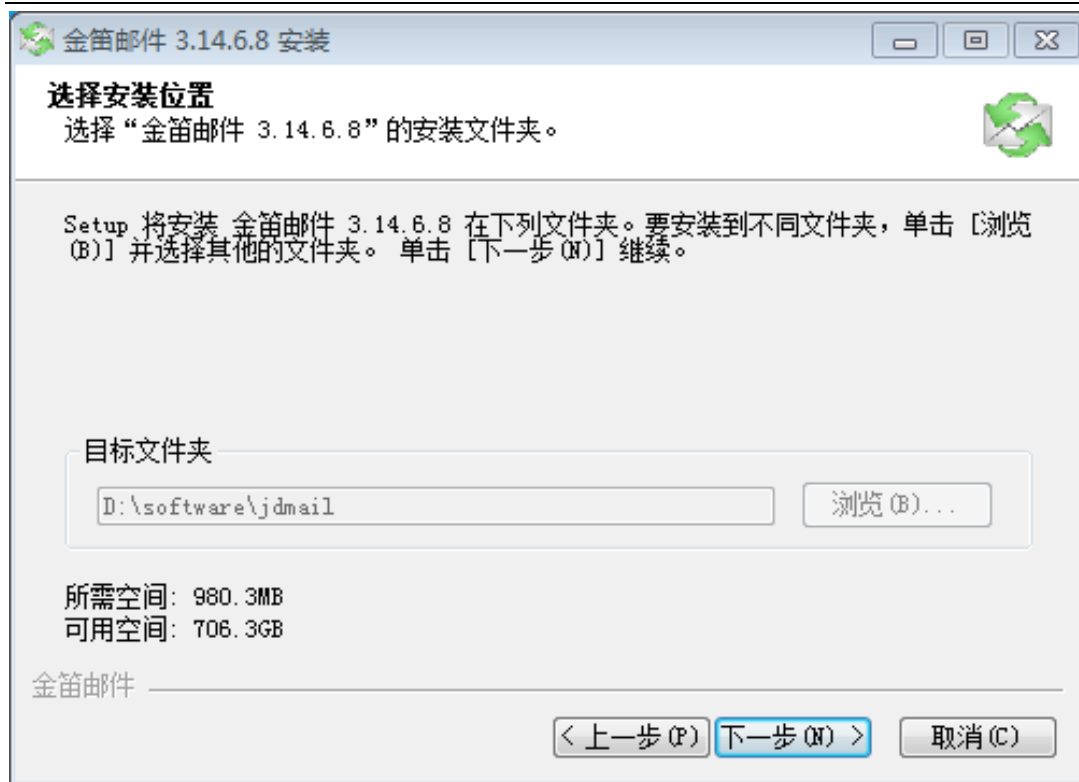 金笛邮件 3.14.6.8 安装
选择安装位置
选择“金笛邮件 3.14.6.8”的安装文件夹。
Setup 将安装 金笛邮件 3.14.6.8 在下列文件夹。要安装到不同文件夹，单击 [浏览
(B)] 并选择其他的文件夹。 单击 [下一步(N)] 继续。
目标文件夹
D:\software\jdmail
浏览(B)...
所需空间: 980.3MB
可用空间: 706.3GB
金笛邮件
< 上一步(P)
下一步(N) >
取消(C)